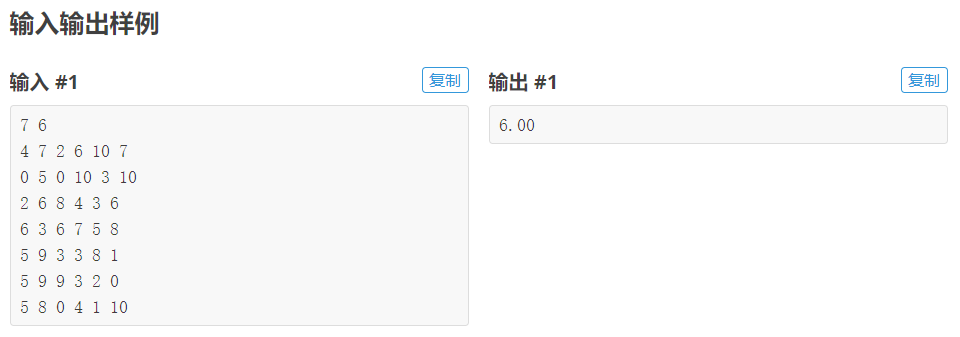 输入输出样例
输入 #1
复制
7 6
4 7 2 6 10 7
0 5 0 10 3 10
2 6 8 4 3 6
6 3 6 7 5 8
5 9 3 3 8 1
5 9 9 3 2 0
5 8 0 4 1 10
输出 #1
复制
6.00